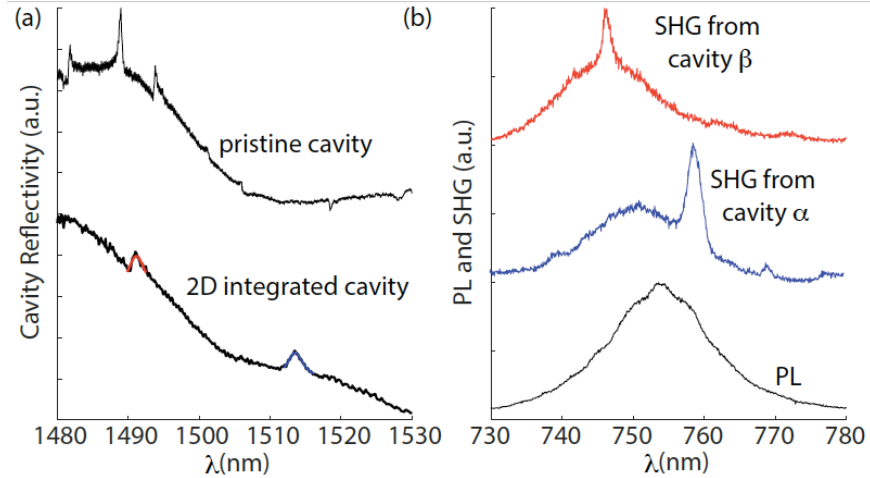 (a)
Cavity Reflectivity (a.u.)
pristine cavity
2D integrated cavity
1480 1490 1500 1510 1520 1530
λ(nm)
(b)
PL and SHG (a.u.)
SHG from
cavity β
SHG from
cavity α
PL
730 740 750 760 770 780
λ(nm)